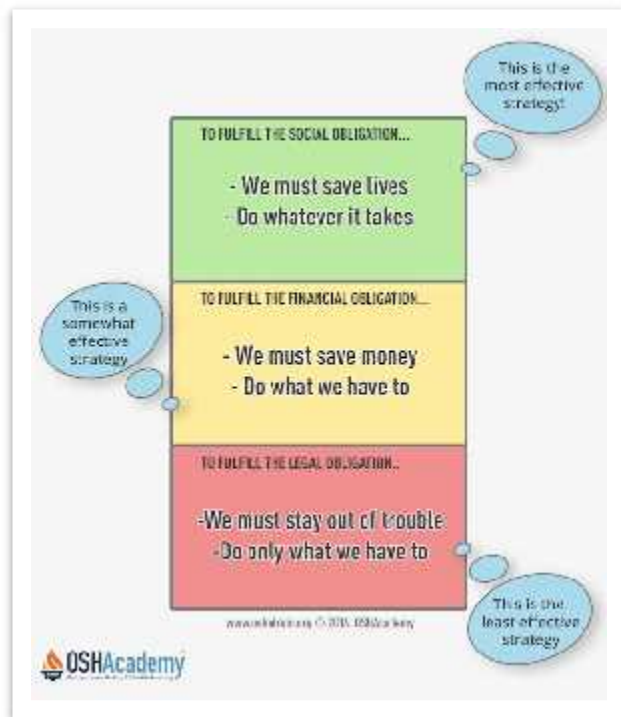 This is the
most effective
strategy!
TO FULFILL THE SOCIAL OBLIGATION...
- We must save lives
- Do whatever it takes
This is a
somewhat
effective
strategy
TO FULFILL THE FINANCIAL OBLIGATION...
- We must save money
- Do what we have to
TO FULFILL THE LEGAL OBLIGATION...
-We must stay out of trouble
-Do only what we have to
This is the
least effective
strategy
OSHAcademy
OSHAcademy